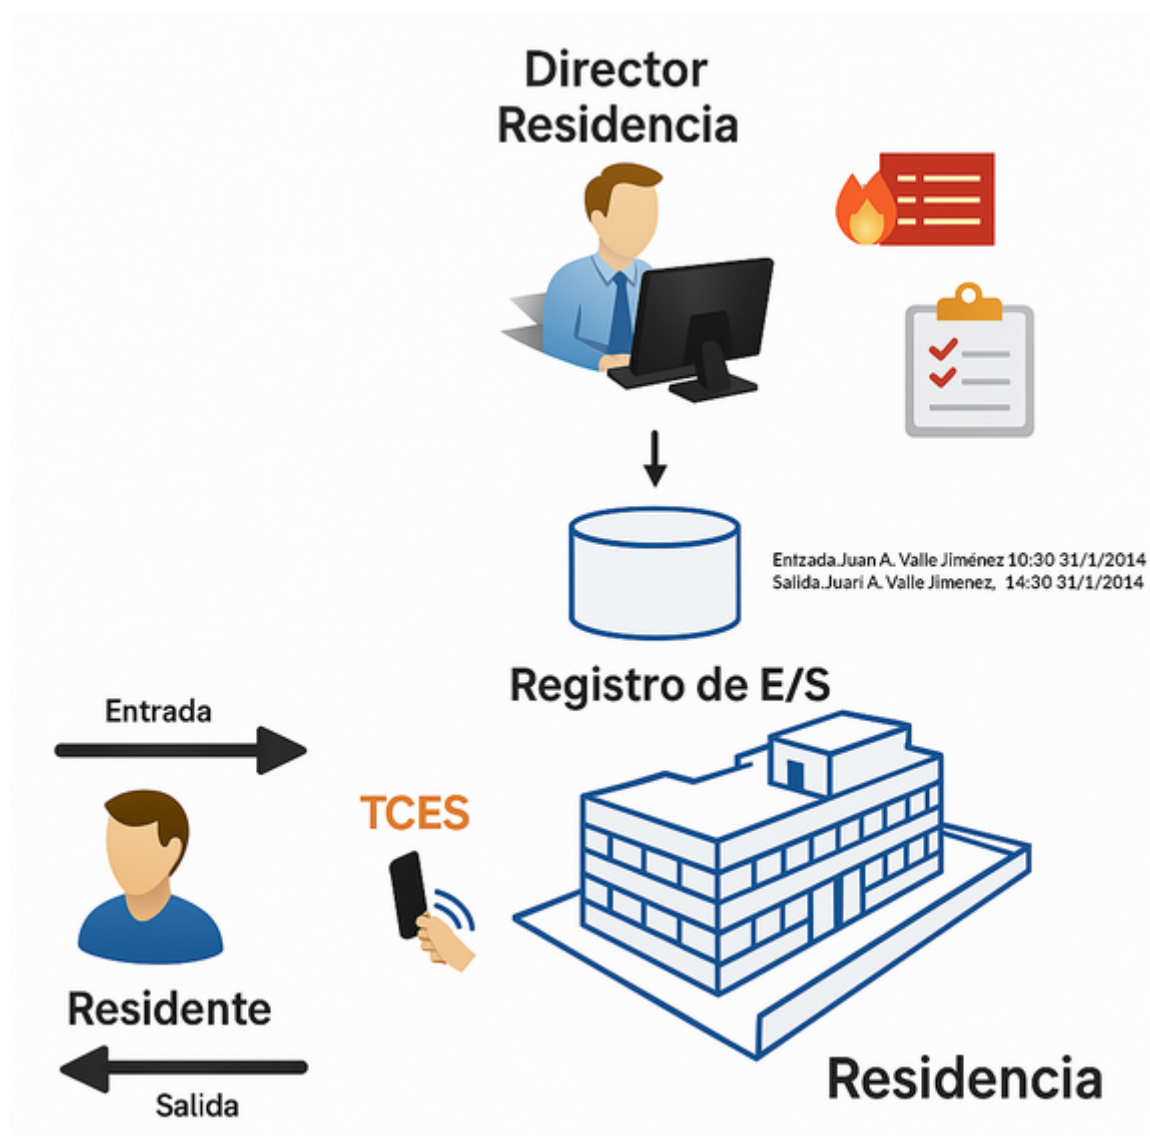 Director
Residencia
Entzada.Juan A. Valle Jiménez 10:30 31/1/2014
Salida.Juari A. Valle Jimenez, 14:30 31/1/2014
Registro de E/S
Entrada
TCES
Residente
Salida
Residencia